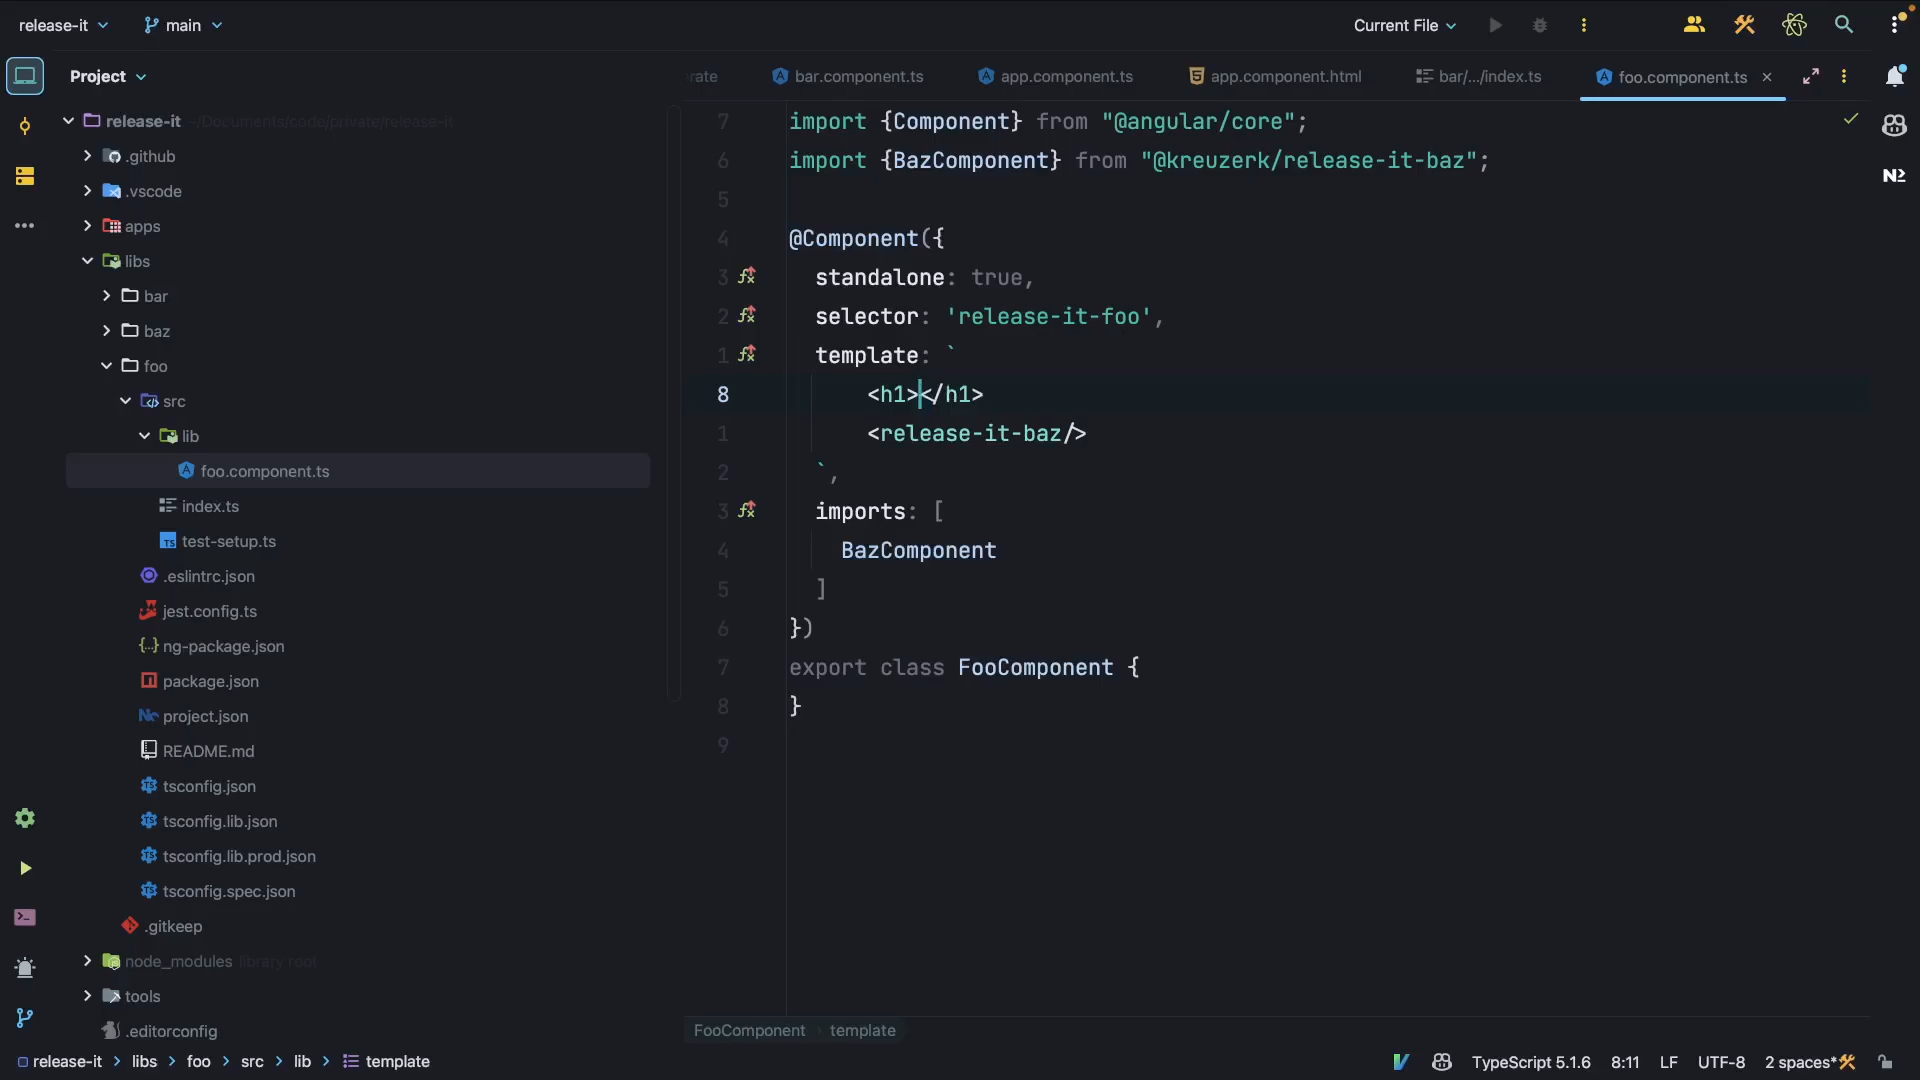 release-it
main
Current File
Project
rate
bar.component.ts
app.component.ts
app.component.html
bar/.../index.ts
foo.component.ts
release-it ~/Documents/code/private/release-it
.github
.vscode
apps
libs
bar
baz
foo
src
lib
foo.component.ts
index.ts
test-setup.ts
.eslintrc.json
jest.config.ts
ng-package.json
package.json
project.json
README.md
tsconfig.json
tsconfig.lib.json
tsconfig.lib.prod.json
tsconfig.spec.json
.gitkeep
node_modules library root
tools
.editorconfig
7 import {Component} from "@angular/core";
6 import {BazComponent} from "@kreuzerk/release-it-baz";
5
4 @Component({
3 standalone: true,
2 selector: 'release-it-foo',
1 template: `
8 <h1></h1>
1 <release-it-baz/>
2 `,
3 imports: [
4 BazComponent
5 ]
6 })
7 export class FooComponent {
8 }
9
FooComponent › template
release-it > libs > foo > src > lib > template
TypeScript 5.1.6 8:11 LF UTF-8 2 spaces*